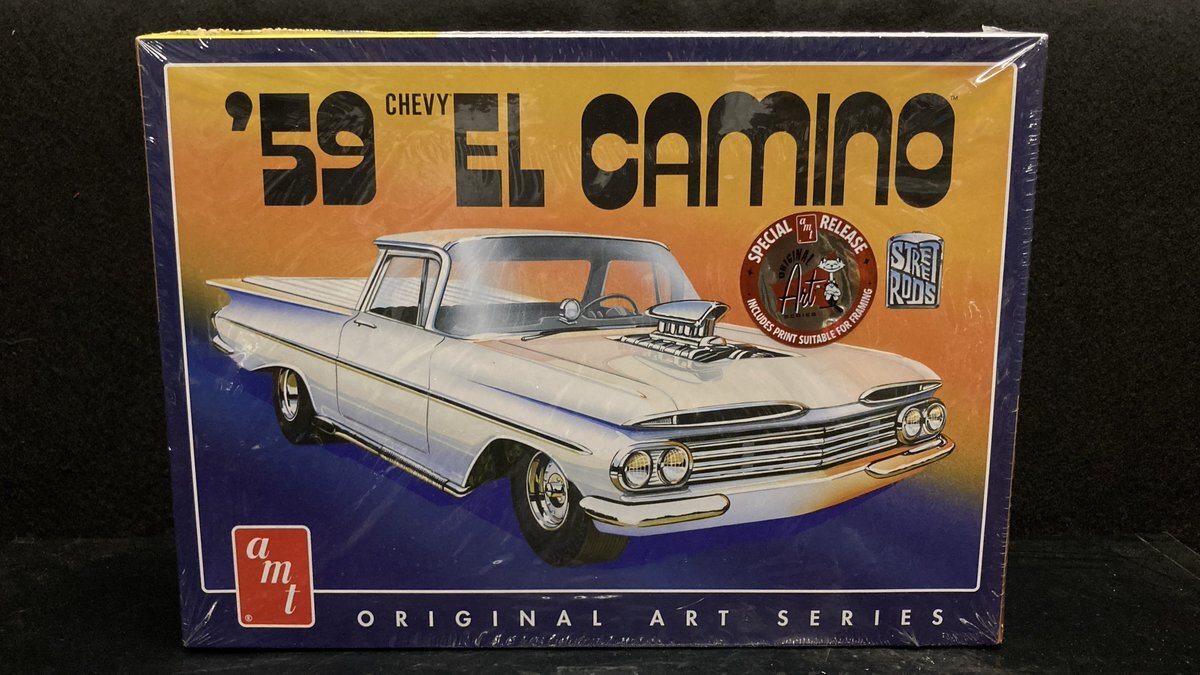 '59 CHEVY EL CAMINO™
SPECIAL amt RELEASE
ORIGINAL
Art
SERIES
INCLUDES PRINT SUITABLE FOR FRAMING
STREET
RODS
amt
®
ORIGINAL ART SERIES